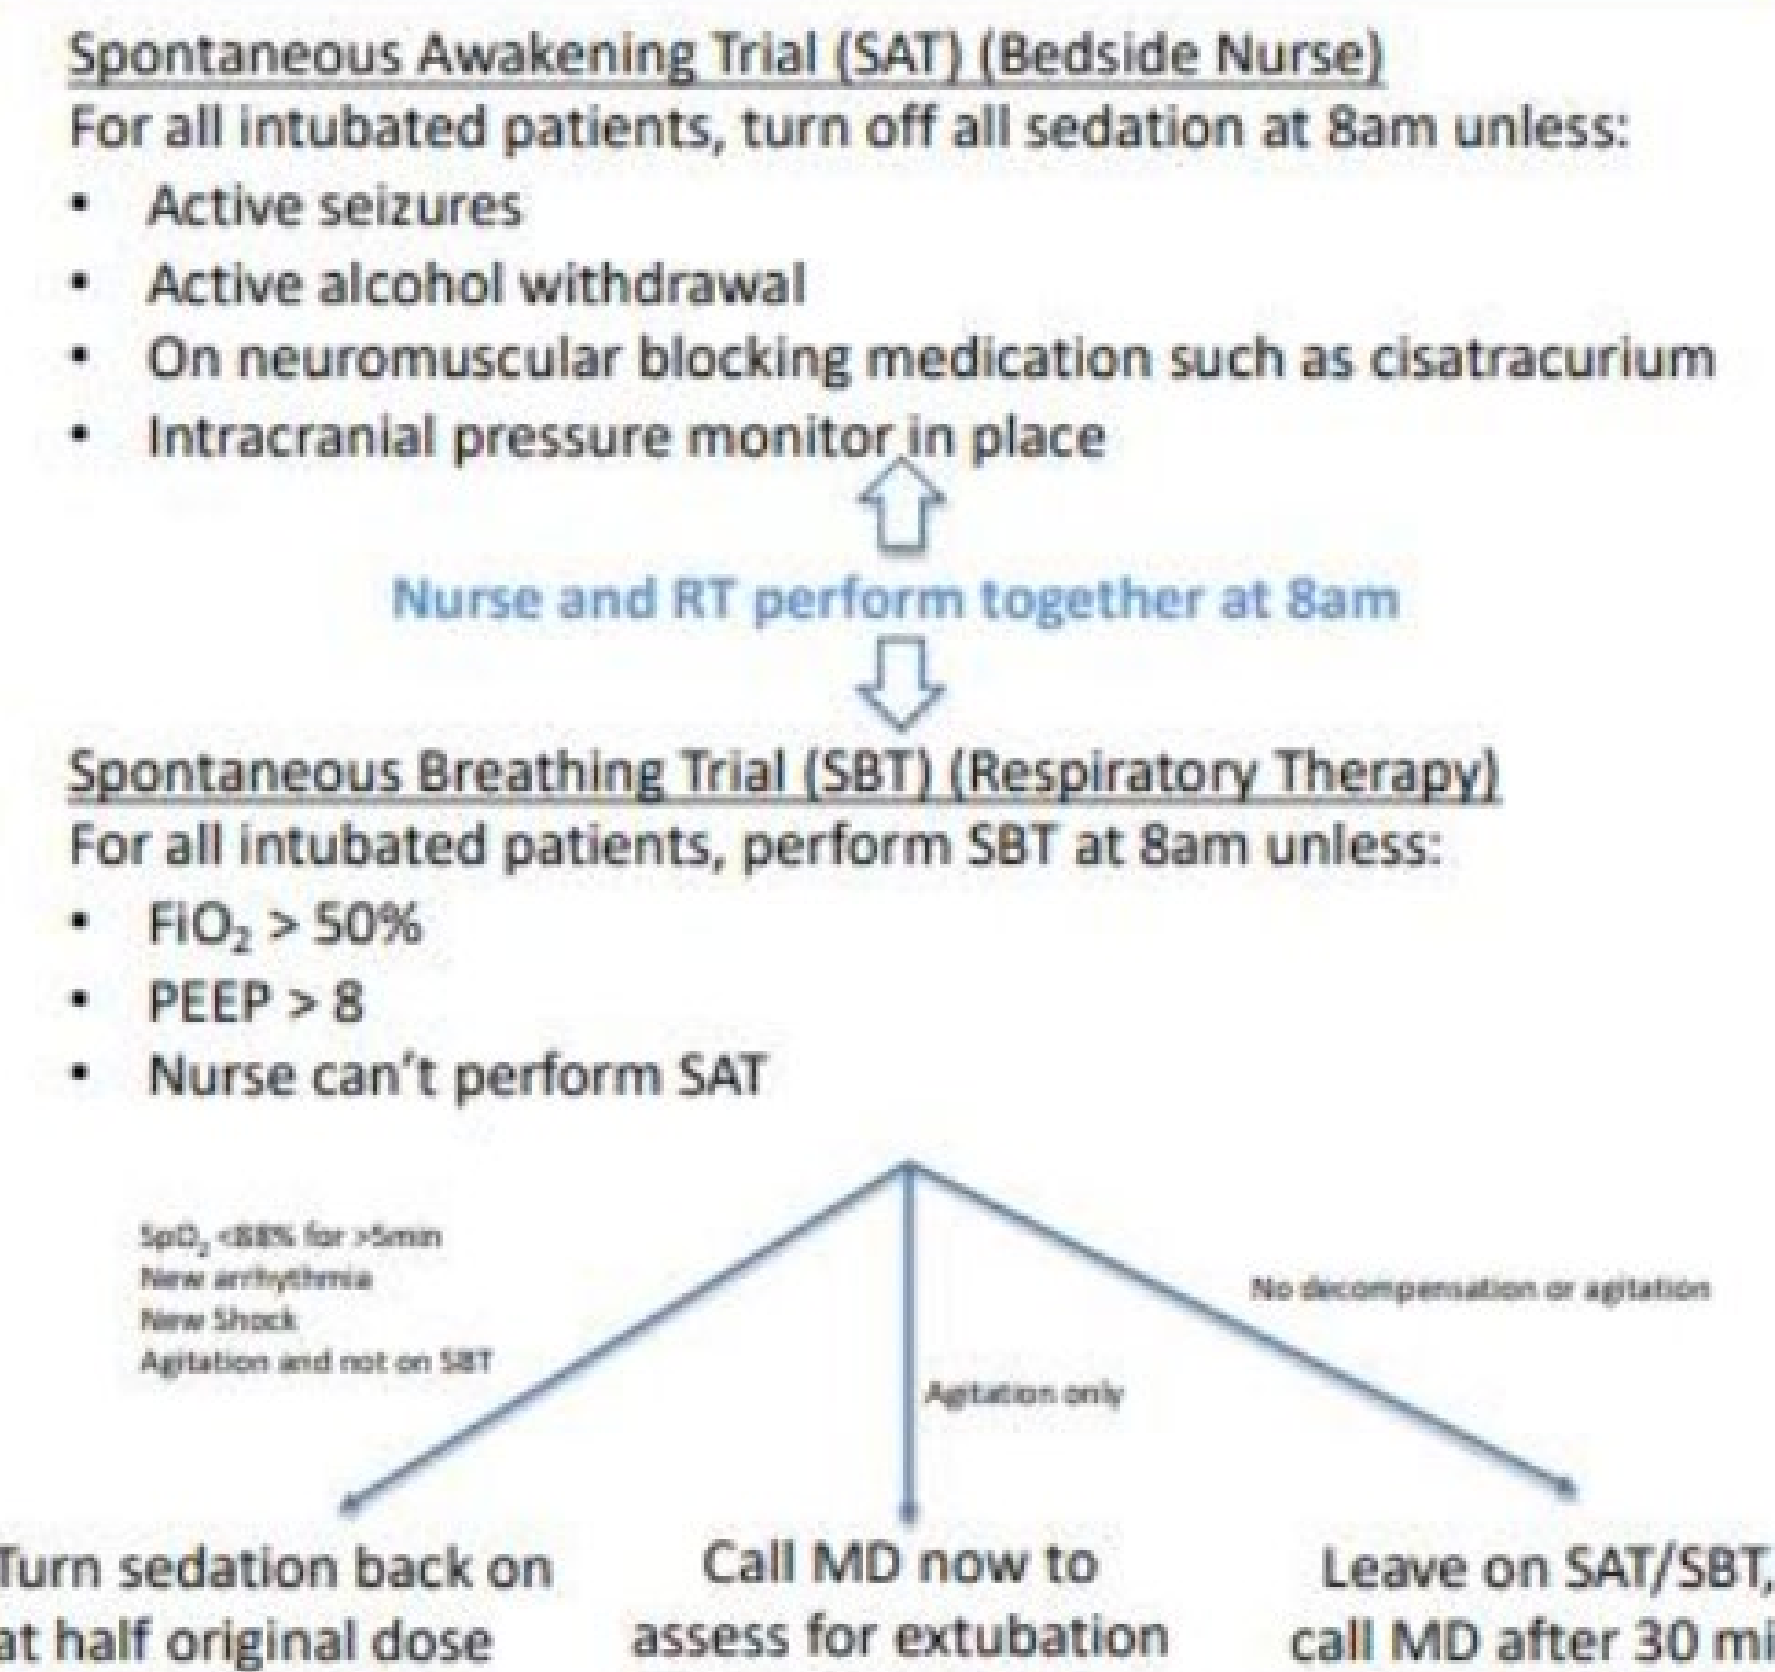 Spontaneous Awakening Trial (SAT) (Bedside Nurse)
For all intubated patients, turn off all sedation at 8am unless:
• Active seizures
• Active alcohol withdrawal
• On neuromuscular blocking medication such as cisatracurium
• Intracranial pressure monitor in place
Nurse and RT perform together at 8am
Spontaneous Breathing Trial (SBT) (Respiratory Therapy)
For all intubated patients, perform SBT at 8am unless:
• FiO₂ > 50%
• PEEP > 8
• Nurse can't perform SAT
SpO₂ <88% for >5min
New arrhythmia
New Shock
Agitation and not on SBT
Agitation only
No decompensation or agitation
Turn sedation back on
at half original dose
Call MD now to
assess for extubation
Leave on SAT/SBT,
call MD after 30 mi